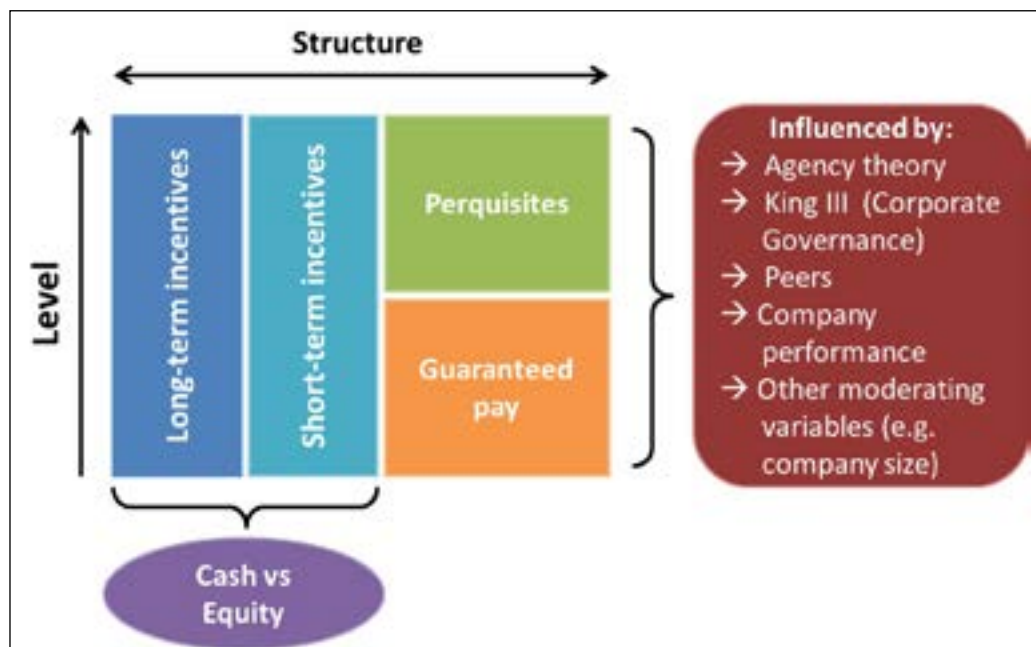 Structure
Level
Long-term incentives
Short-term incentives
Perquisites
Guaranteed
pay
Cash vs
Equity
Influenced by:
→ Agency theory
→ King III (Corporate
Governance)
→ Peers
→ Company
performance
→ Other moderating
variables (e.g.
company size)